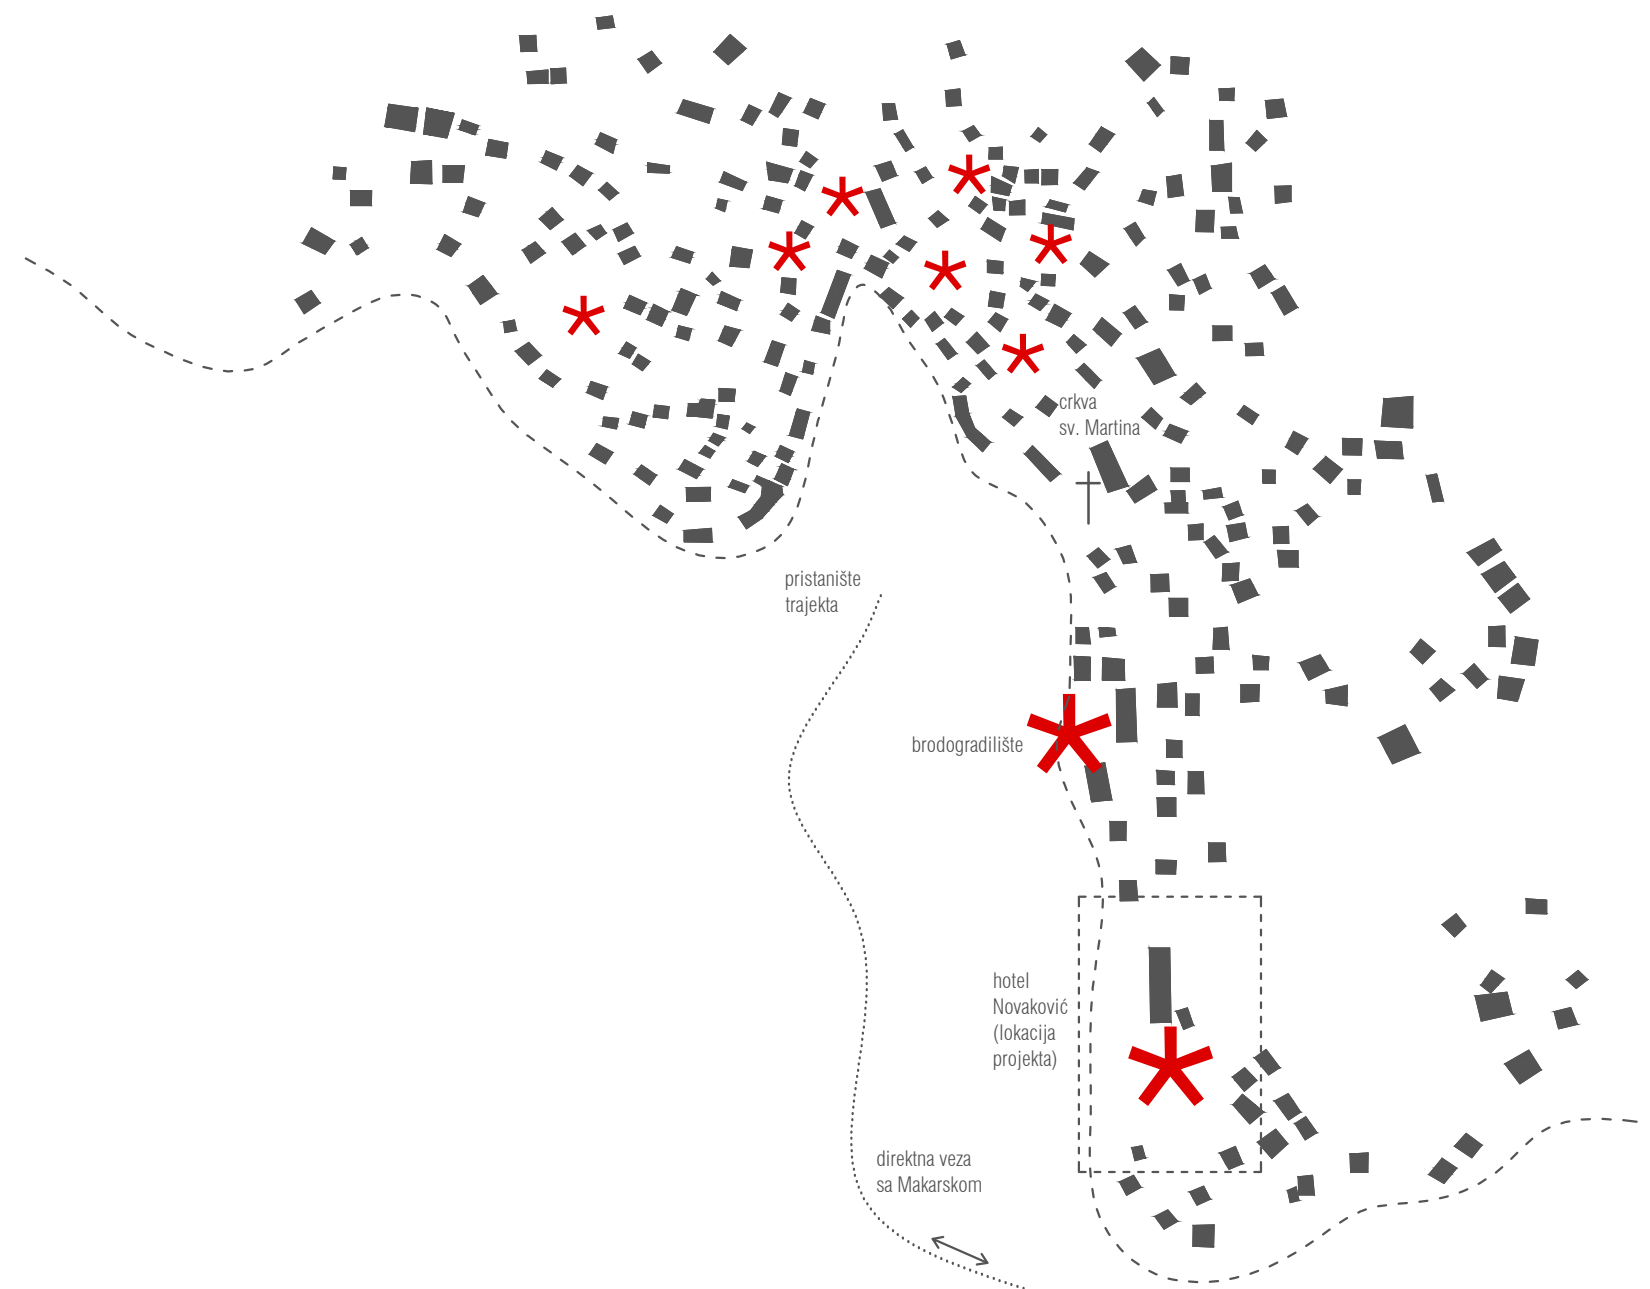 crkva
sv. Martina
pristanište
trajekta
brodogradilište
hotel
Novaković
(lokacija
projekta)
direktna veza
sa Makarskom